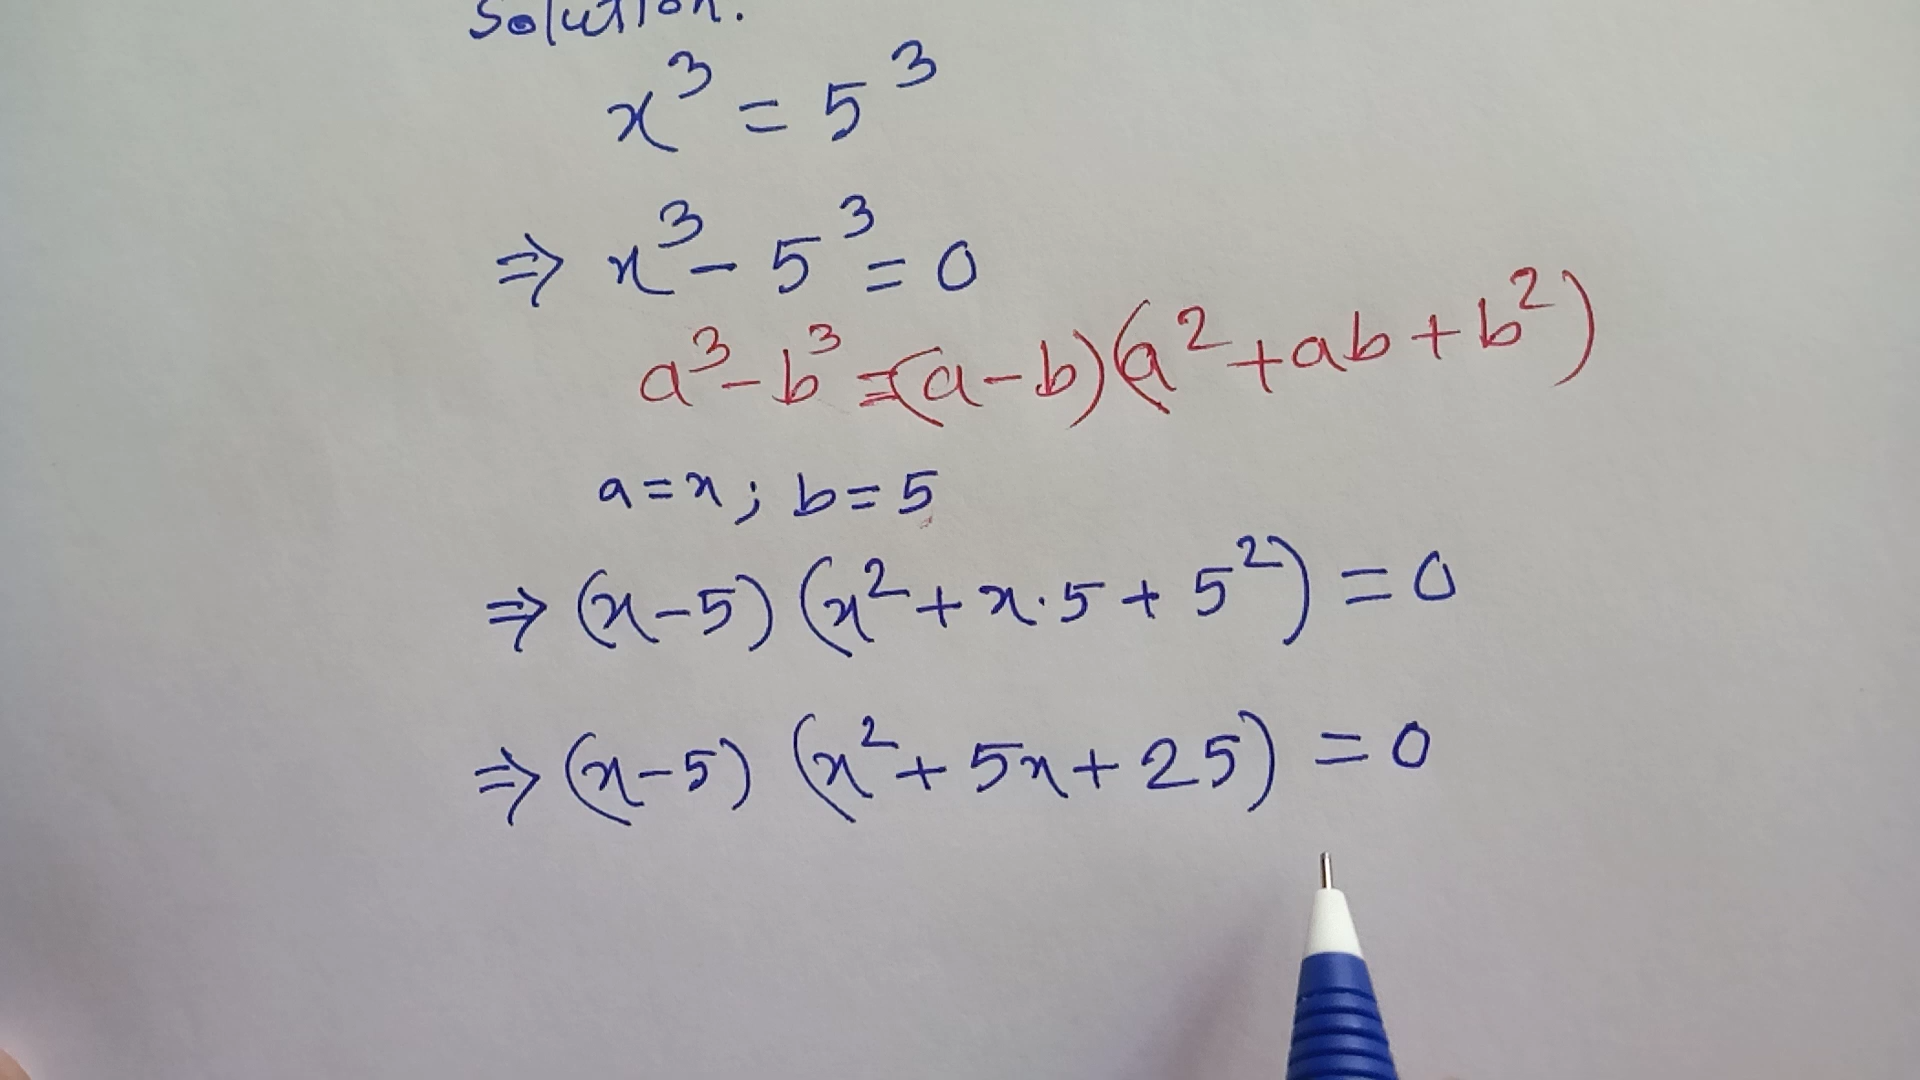 Solution.
x³ = 5³
⇒ x³ - 5³ = 0
a³ - b³ = (a-b)(a² + ab + b²)
a = x ; b = 5
⇒ (x-5) (x² + x·5 + 5²) = 0
⇒ (x-5) (x² + 5x + 25) = 0